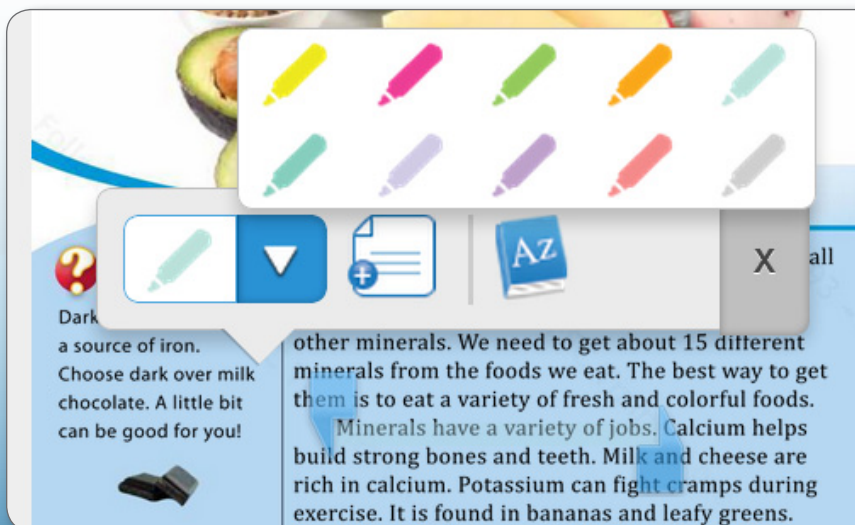 ?
Az
X
all
Dark
a source of iron.
Choose dark over milk
chocolate. A little bit
can be good for you!
other minerals. We need to get about 15 different
minerals from the foods we eat. The best way to get
them is to eat a variety of fresh and colorful foods.
Minerals have a variety of jobs. Calcium helps
build strong bones and teeth. Milk and cheese are
rich in calcium. Potassium can fight cramps during
exercise. It is found in bananas and leafy greens.